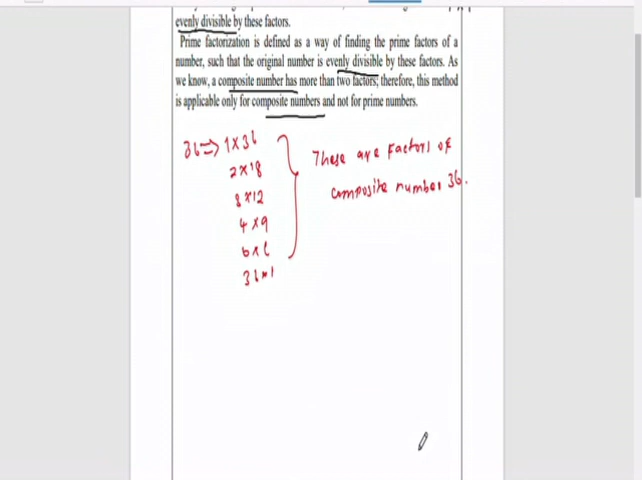 evenly divisible by these factors.
Prime factorization is defined as a way of finding the prime factors of a
number, such that the original number is evenly divisible by these factors. As
we know, a composite number has more than two factors; therefore, this method
is applicable only for composite numbers and not for prime numbers.
36 => 1 x 36
2 x 18
3 x 12
4 x 9
6 x 6
36 x 1
These are factors of
composite number 36.